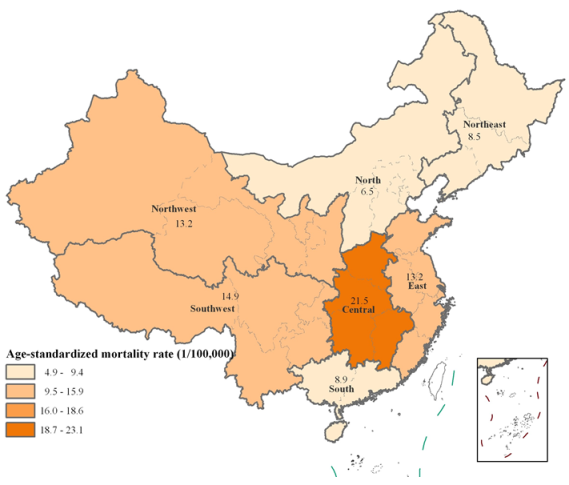 Northeast
8.5
North
6.5
Northwest
13.2
13.2
East
14.9
Southwest
21.5
Central
8.9
South
Age-standardized mortality rate (1/100,000)
4.9 - 9.4
9.5 - 15.9
16.0 - 18.6
18.7 - 23.1